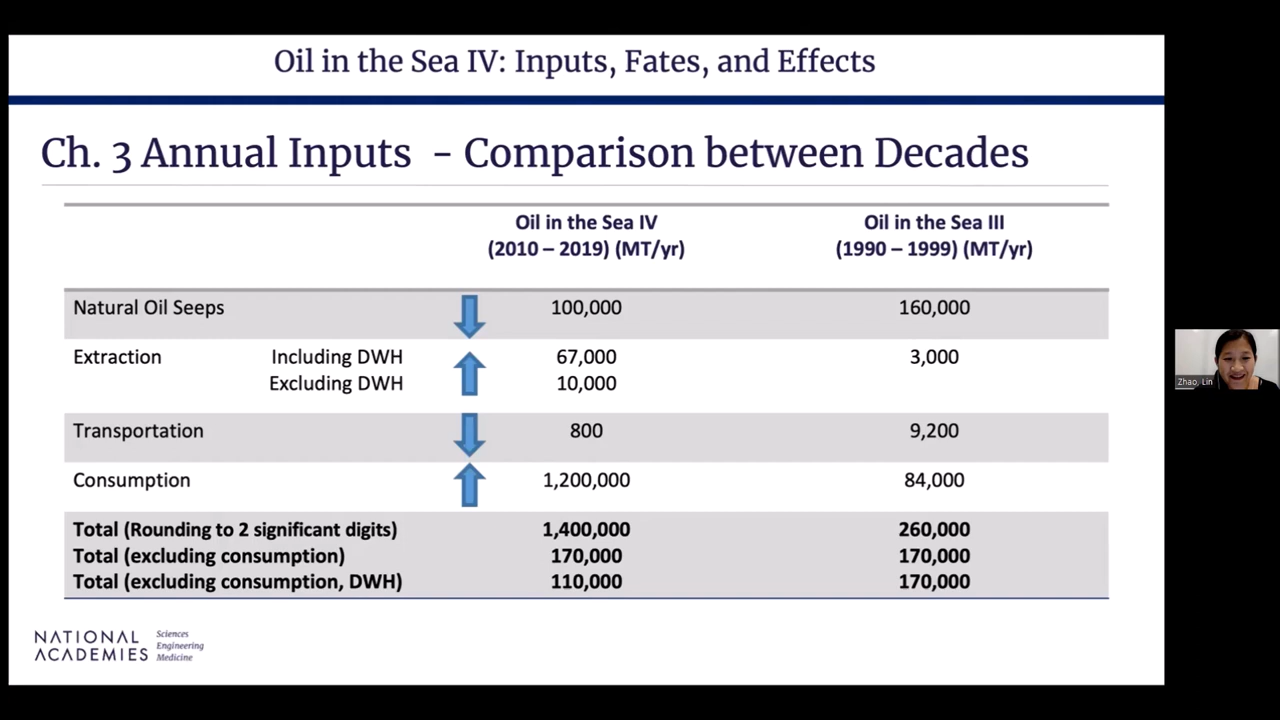 Oil in the Sea IV: Inputs, Fates, and Effects
Ch. 3 Annual Inputs - Comparison between Decades
Oil in the Sea IV
(2010 – 2019) (MT/yr)
Oil in the Sea III
(1990 – 1999) (MT/yr)
Natural Oil Seeps 100,000 160,000
Extraction Including DWH 67,000 3,000
Excluding DWH 10,000
Transportation 800 9,200
Consumption 1,200,000 84,000
Total (Rounding to 2 significant digits) 1,400,000 260,000
Total (excluding consumption) 170,000 170,000
Total (excluding consumption, DWH) 110,000 170,000
NATIONAL ACADEMIES
Sciences
Engineering
Medicine
Zhao, Lin